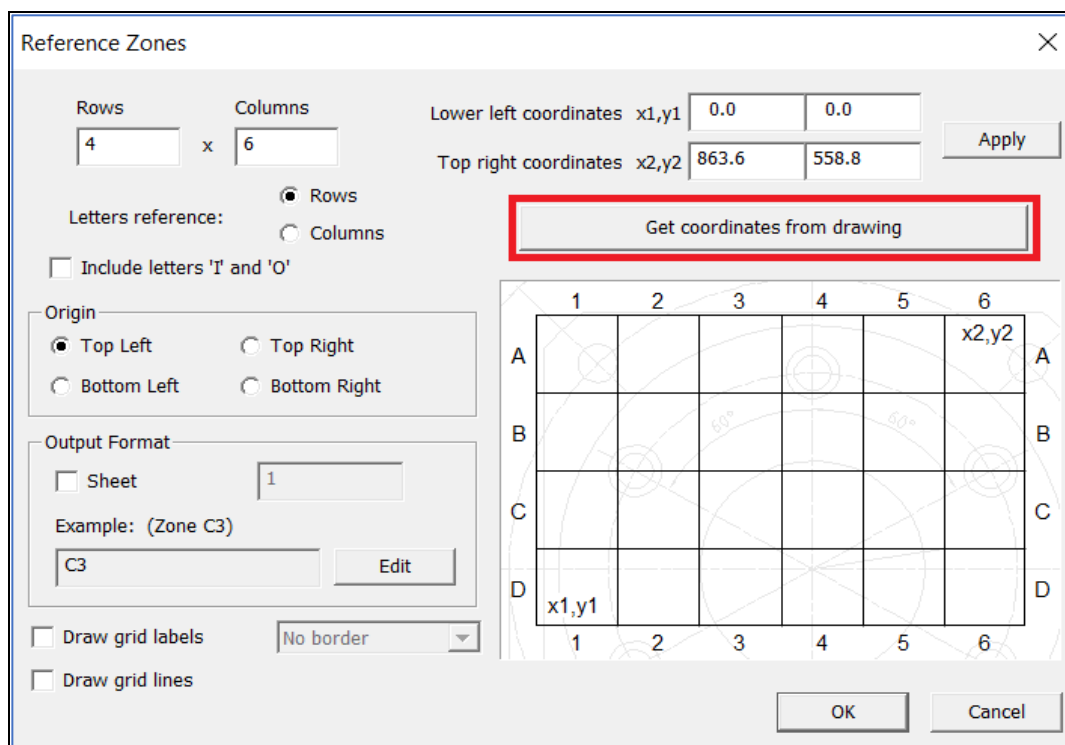 Reference Zones
Rows Columns
4 x 6
Lower left coordinates x1,y1 0.0 0.0
Top right coordinates x2,y2 863.6 558.8
Apply
Letters reference:
Rows
Columns
Include letters 'I' and 'O'
Get coordinates from drawing
Origin
Top Left Top Right
Bottom Left Bottom Right
Output Format
Sheet 1
Example: (Zone C3)
C3 Edit
Draw grid labels No border
Draw grid lines
1 2 3 4 5 6
x2,y2
A A
60° 60°
B B
C C
D D
x1,y1
1 2 3 4 5 6
OK Cancel